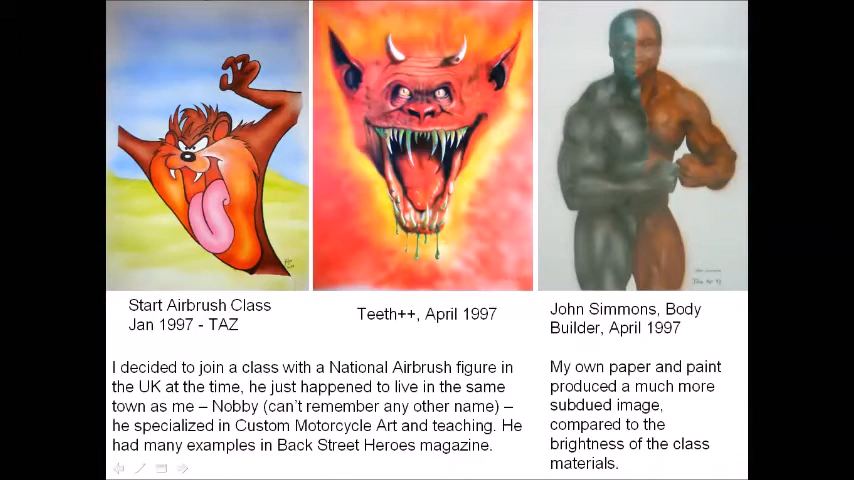 Start Airbrush Class
Jan 1997 - TAZ
Teeth++, April 1997
John Simmons, Body
Builder, April 1997
I decided to join a class with a National Airbrush figure in
the UK at the time, he just happened to live in the same
town as me – Nobby (can't remember any other name) –
he specialized in Custom Motorcycle Art and teaching. He
had many examples in Back Street Heroes magazine.
My own paper and paint
produced a much more
subdued image,
compared to the
brightness of the class
materials.